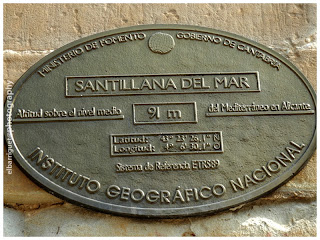 MINISTERIO DE FOMENTO GOBIERNO DE CANTABRIA
SANTILLANA DEL MAR
Altitud sobre el nivel medio 91 m del Mediterráneo en Alicante
Latitud:
Longitud:
Sistema de Referencia ETRS89
INSTITUTO GEOGRÁFICO NACIONAL